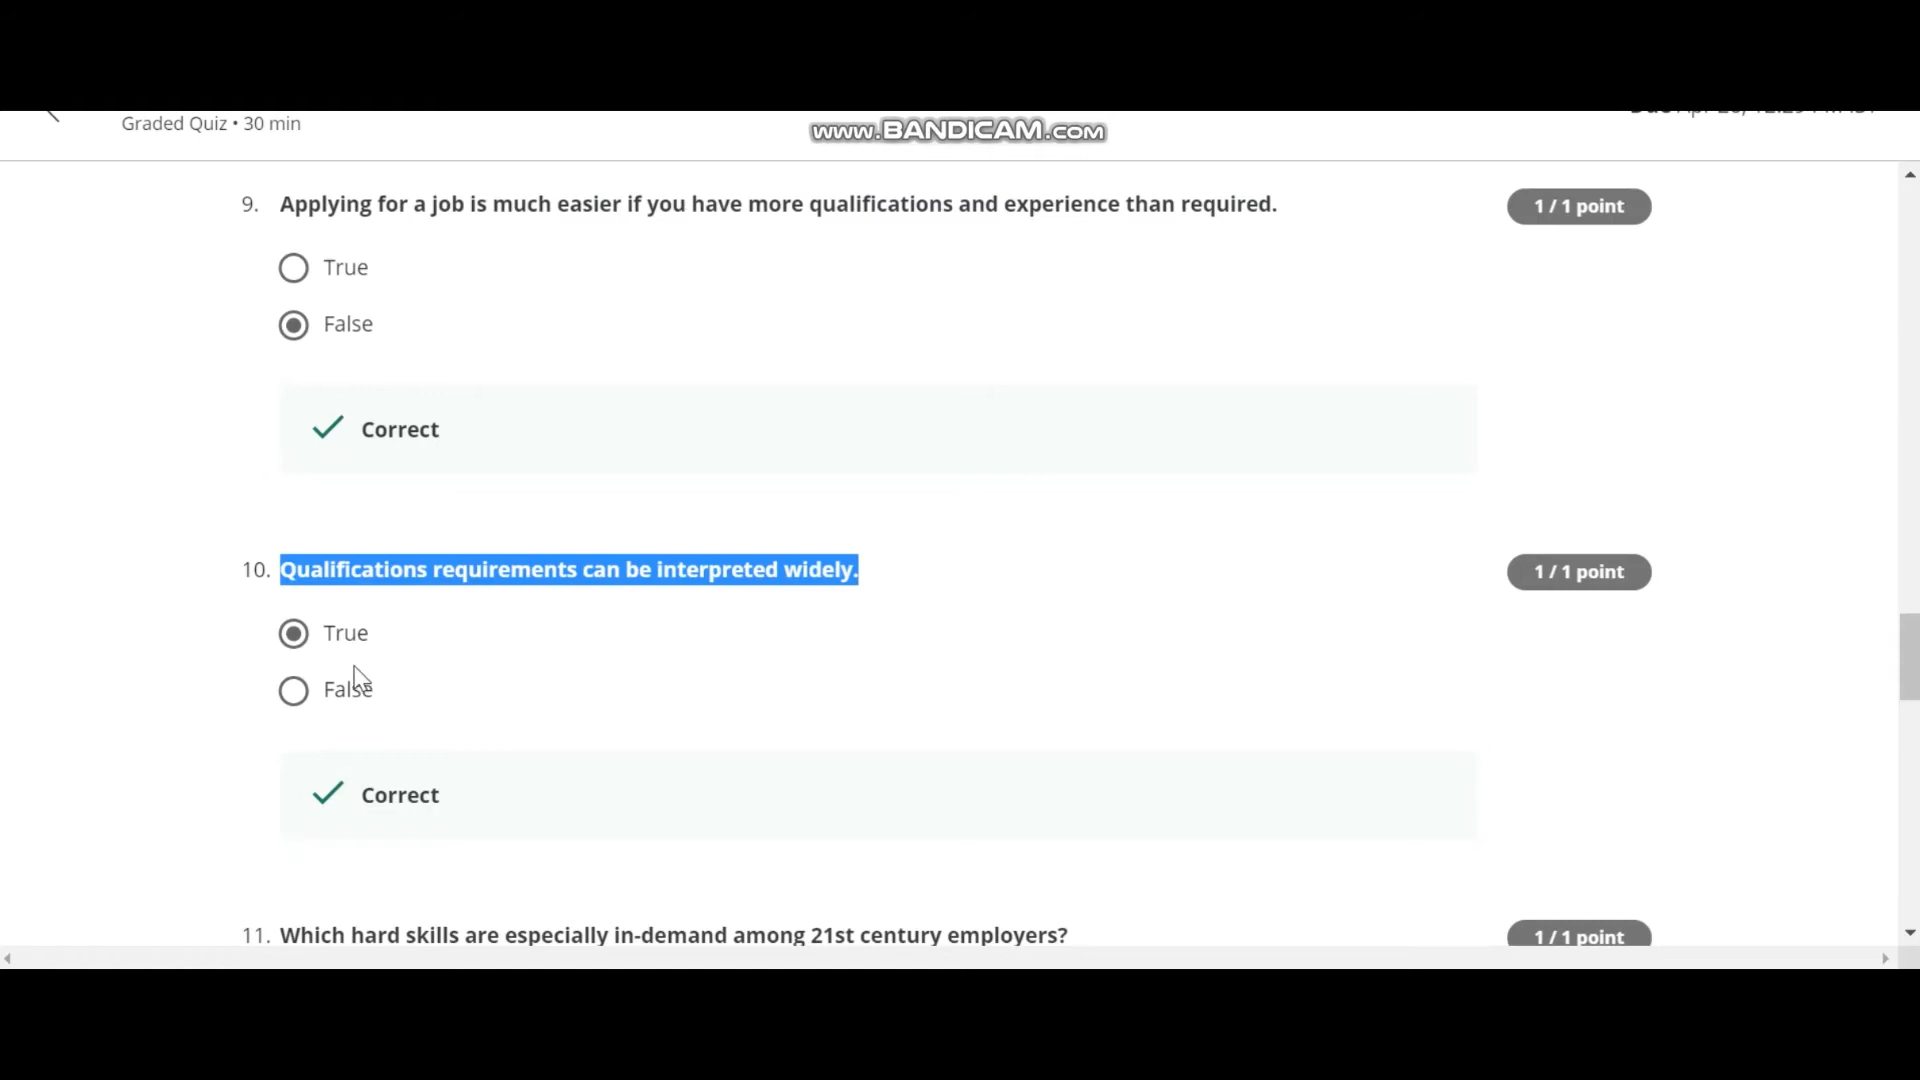 Graded Quiz • 30 min
www.BANDICAM.com
9. Applying for a job is much easier if you have more qualifications and experience than required.
1 / 1 point
True
False
Correct
10. Qualifications requirements can be interpreted widely.
1 / 1 point
True
False
Correct
11. Which hard skills are especially in-demand among 21st century employers?
1 / 1 point